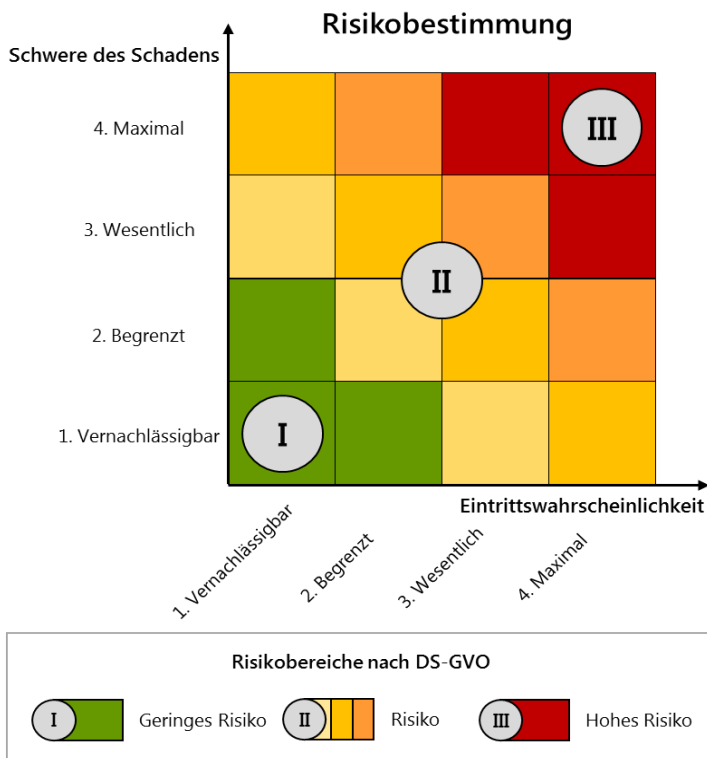 Risikobestimmung
Schwere des Schadens
4. Maximal
III
3. Wesentlich
II
2. Begrenzt
1. Vernachlässigbar
I
Eintrittswahrscheinlichkeit
1. Vernachlässigbar
2. Begrenzt
3. Wesentlich
4. Maximal
Risikobereiche nach DS-GVO
I Geringes Risiko
II Risiko
III Hohes Risiko